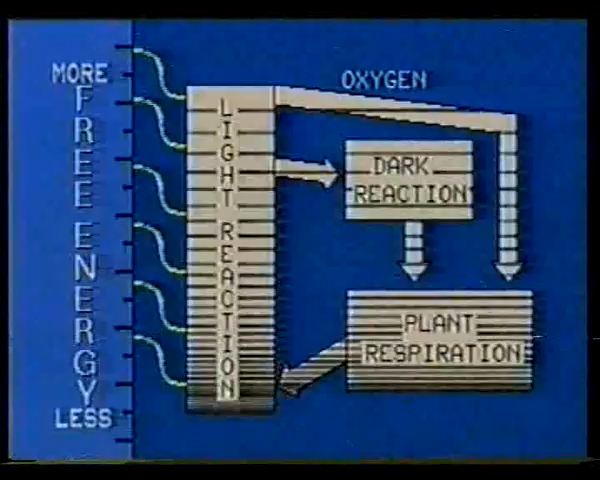 MORE
FREE ENERGY
LESS
LIGHT REACTION
OXYGEN
DARK
REACTION
PLANT
RESPIRATION